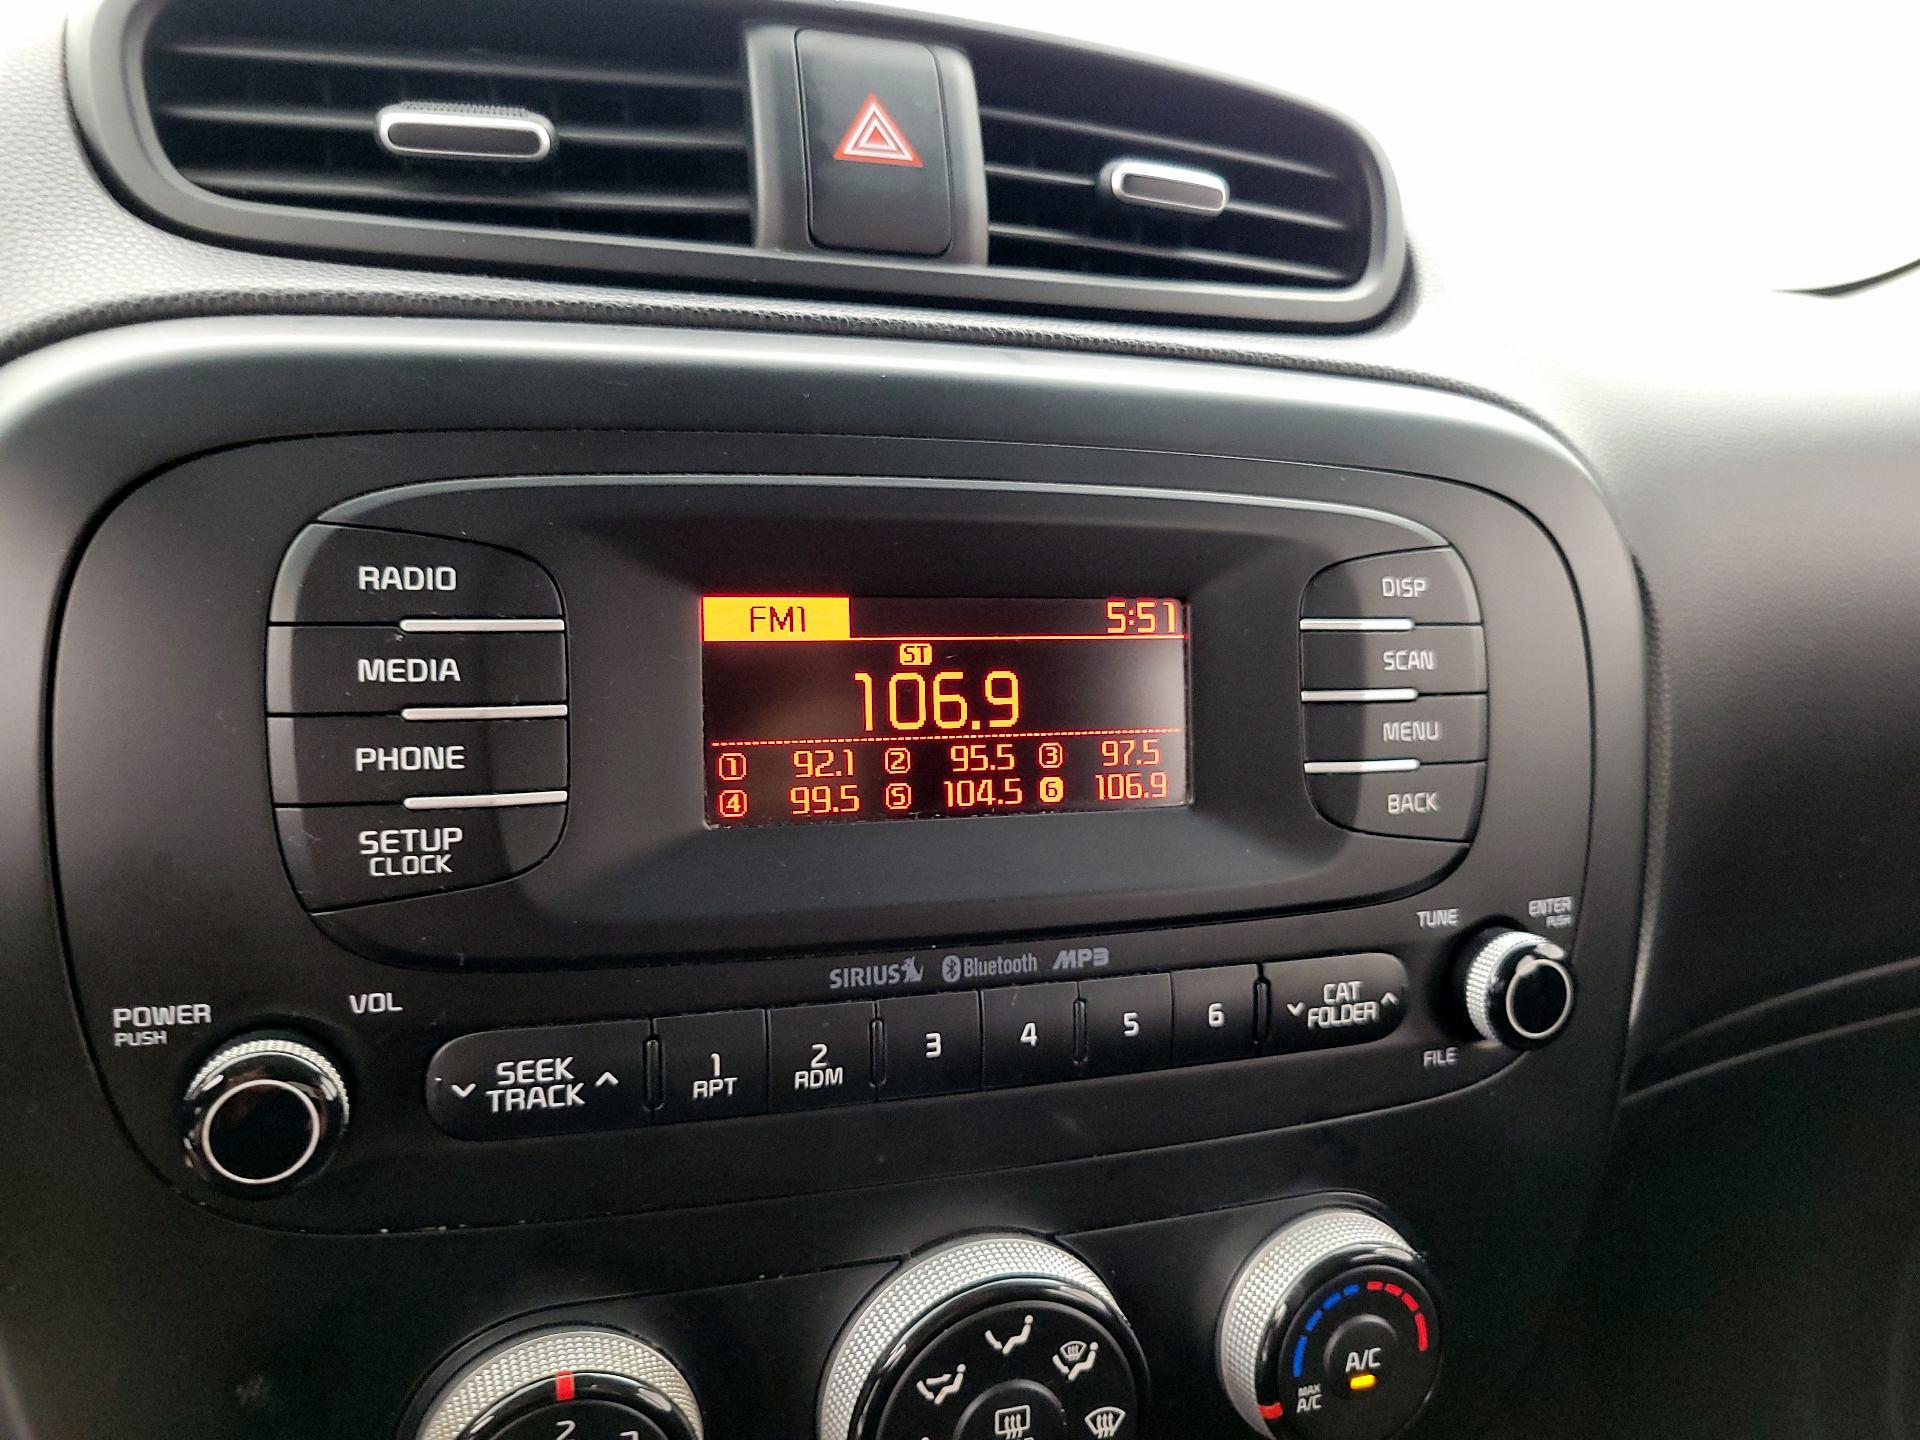 RADIO
MEDIA
PHONE
SETUP
CLOCK
FM1 5:51
ST
106.9
1 92.1 2 95.5 3 97.5
4 99.5 5 104.5 6 106.9
DISP
SCAN
MENU
BACK
SIRIUS Bluetooth MP3
POWER
PUSH
VOL
SEEK
TRACK
1
RPT
2
RDM
3
4
5
6
CAT
FOLDER
TUNE
ENTER
PUSH
FILE
2
A/C
MAX
A/C